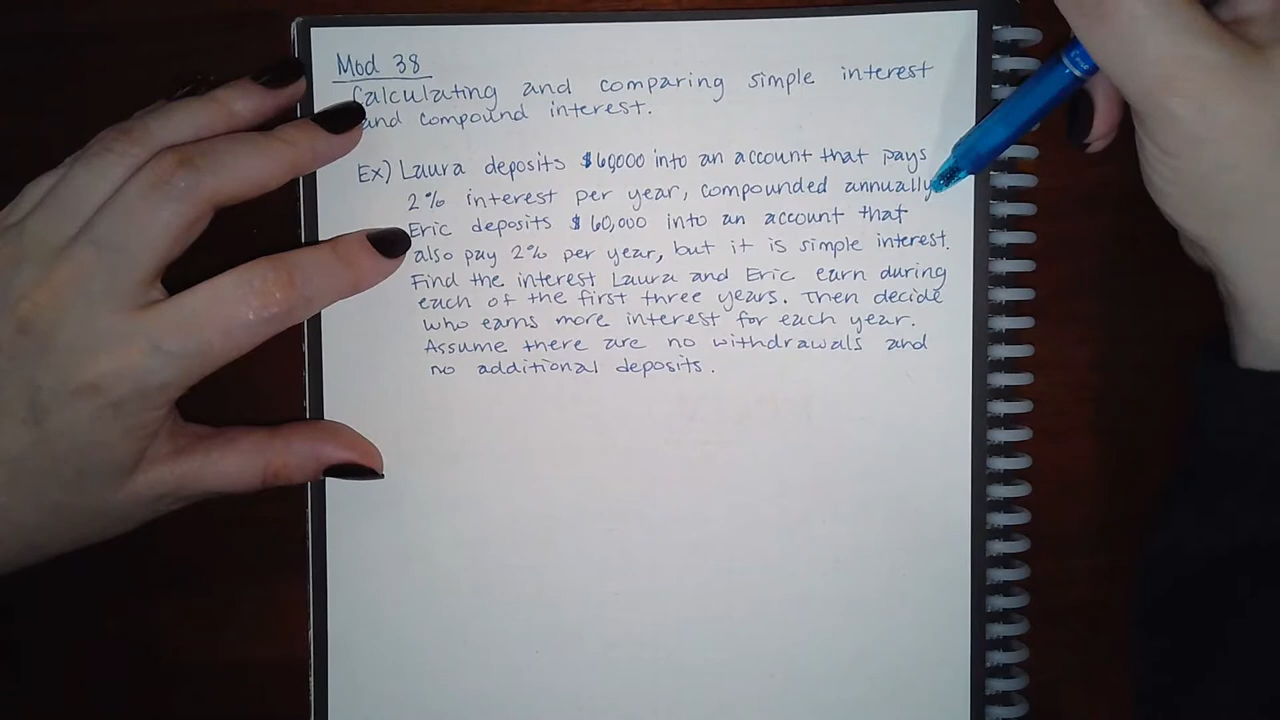 Mod 38
Calculating and comparing simple interest
and compound interest.
Ex) Laura deposits $60,000 into an account that pays
2% interest per year, compounded annually
Eric deposits $60,000 into an account that
also pay 2% per year, but it is simple interest.
Find the interest Laura and Eric earn during
each of the first three years. Then decide
who earns more interest for each year.
Assume there are no withdrawals and
no additional deposits.